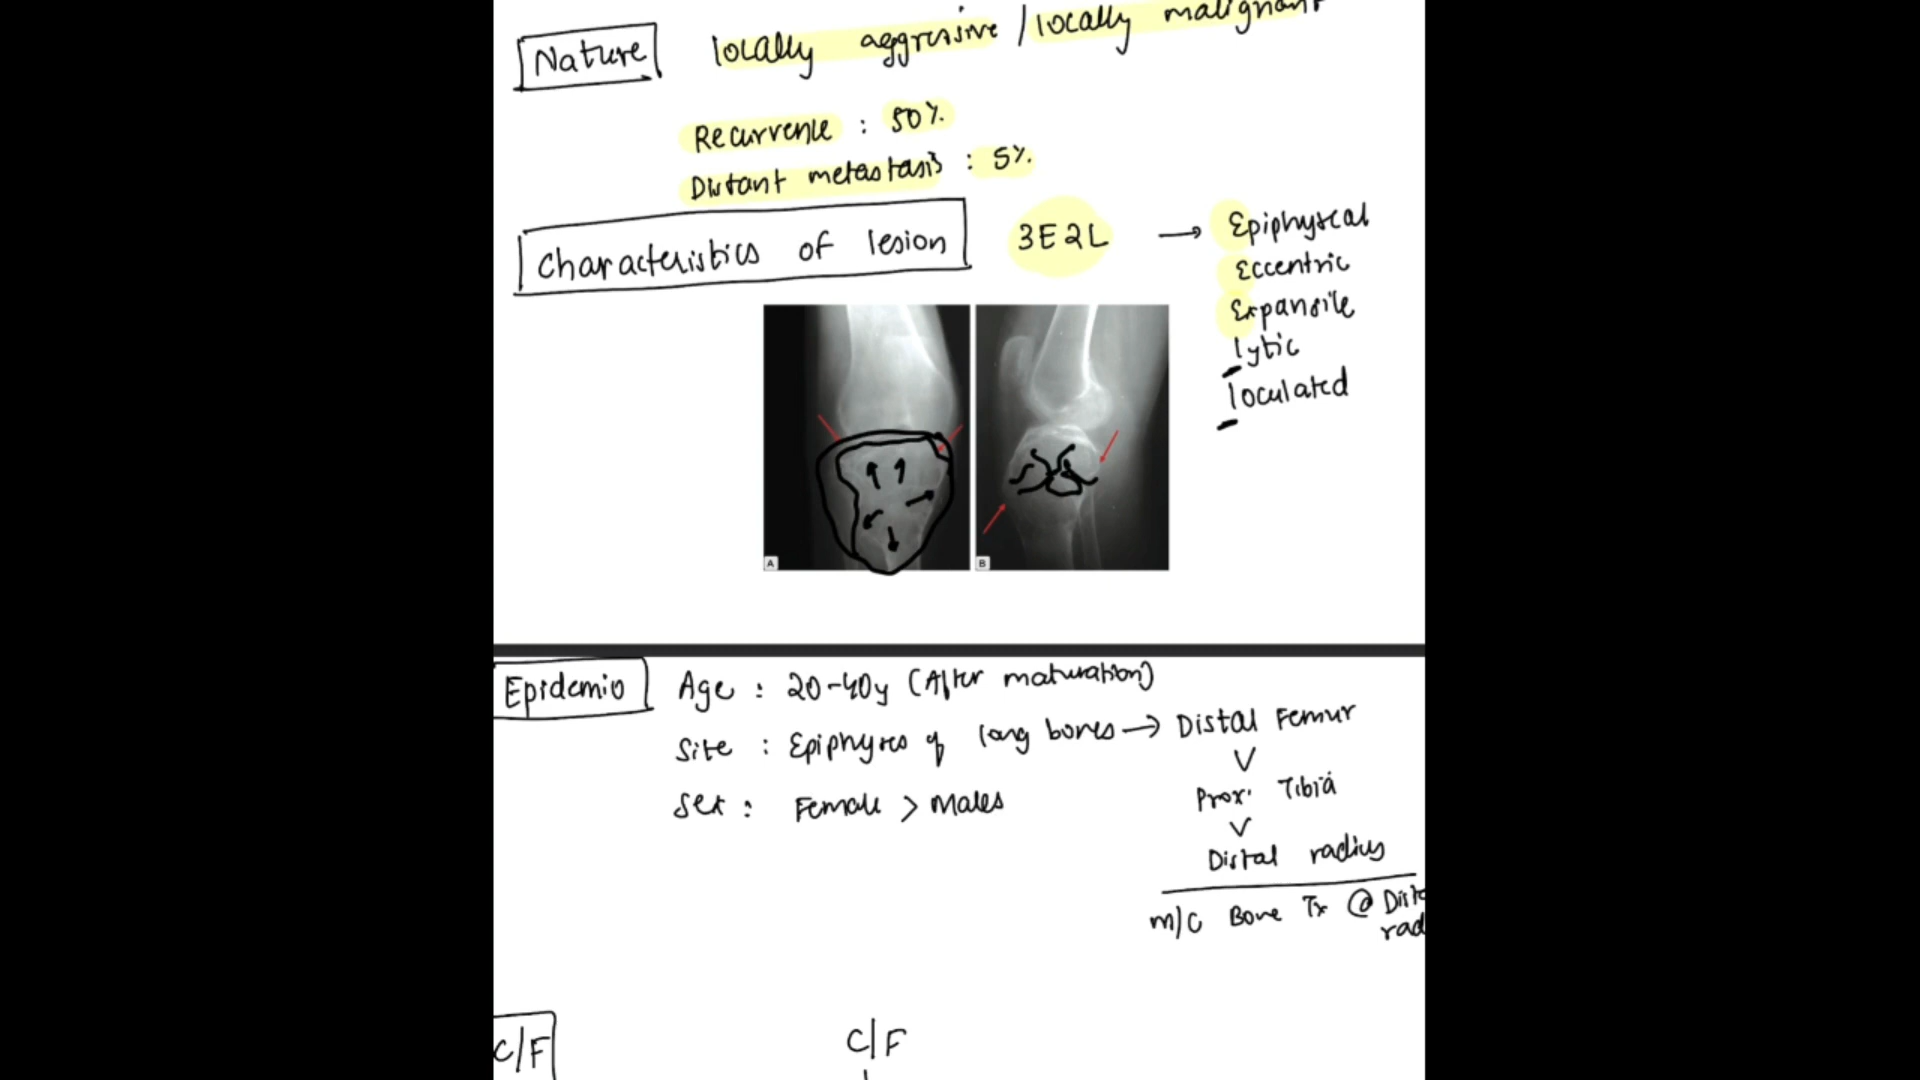 Nature locally aggressive / locally malignant
Recurrence : 50%
Distant metastasis : 5%
Characteristics of lesion 3E2L → Epiphyseal
Eccentric
Expansile
lytic
loculated
A B
Epidemio Age : 20-40y (After maturation)
Site : Epiphyses of long bones → Distal Femur
V
Prox. Tibia
V
Distal radius
Sex : Female > Males
m/c Bone Tx @ Dist
rad
C/F C/F